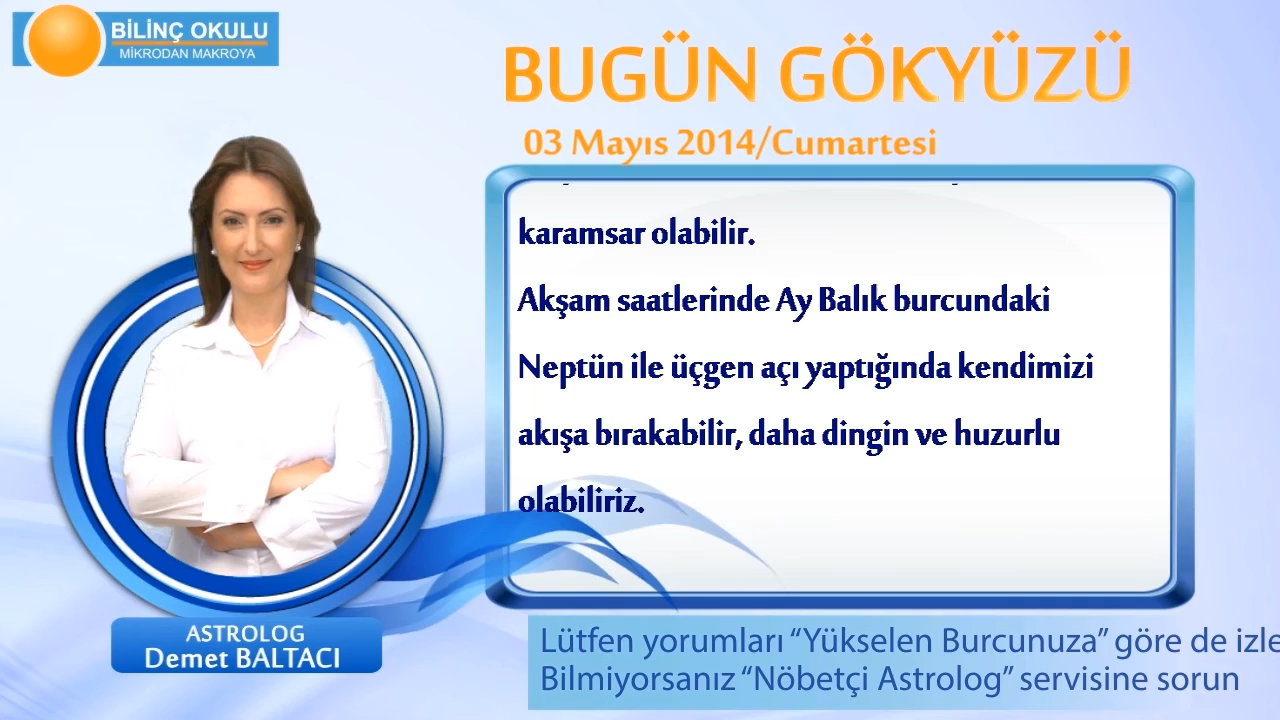 BİLİNÇ OKULU
MİKRODAN MAKROYA
BUGÜN GÖKYÜZÜ
03 Mayıs 2014/Cumartesi
karamsar olabilir.
Akşam saatlerinde Ay Balık burcundaki
Neptün ile üçgen açı yaptığında kendimizi
akışa bırakabilir, daha dingin ve huzurlu
olabiliriz.
ASTROLOG
Demet BALTACI
Lütfen yorumları “Yükselen Burcunuza” göre de izle
Bilmiyorsanız “Nöbetçi Astrolog” servisine sorun